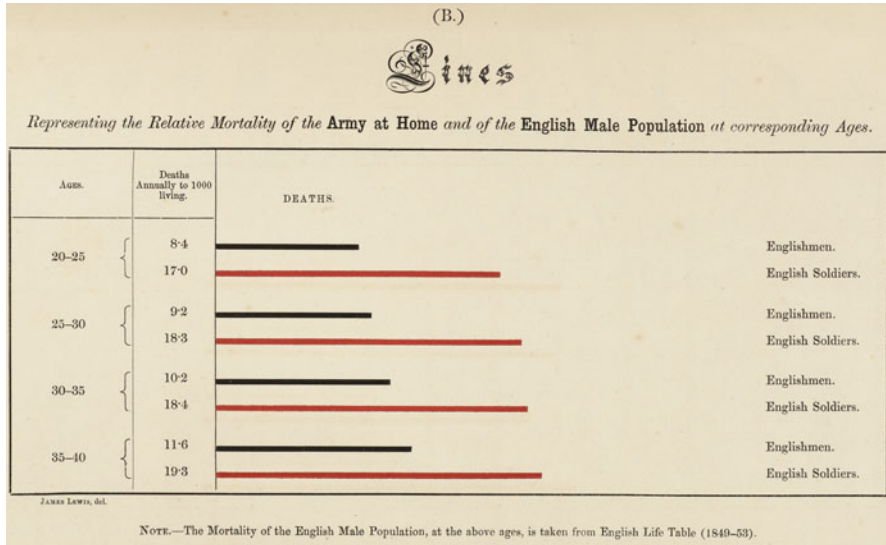 (B.)
Lines
Representing the Relative Mortality of the Army at Home and of the English Male Population at corresponding Ages.
AGES.
Deaths
Annually to 1000
living.
DEATHS.
20–25
8·4
Englishmen.
17·0
English Soldiers.
25–30
9·2
Englishmen.
18·3
English Soldiers.
30–35
10·2
Englishmen.
18·4
English Soldiers.
35–40
11·6
Englishmen.
19·3
English Soldiers.
JAMES LEWIS, del.
NOTE.—The Mortality of the English Male Population, at the above ages, is taken from English Life Table (1849–53).